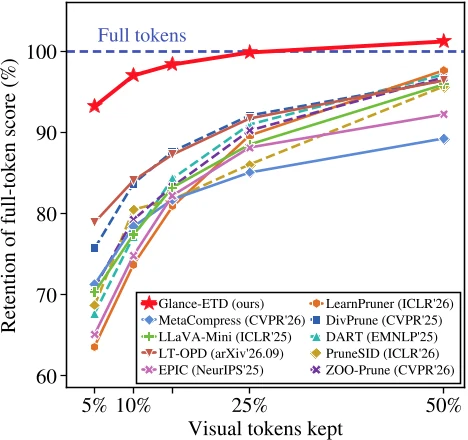 Full tokens
Retention of full-token score (%)
100
90
80
70
60
Glance-ETD (ours)
MetaCompress (CVPR'26)
LLaVA-Mini (ICLR'25)
LT-OPD (arXiv'26.09)
EPIC (NeurIPS'25)
LearnPruner (ICLR'26)
DivPrune (CVPR'25)
DART (EMNLP'25)
PruneSID (ICLR'26)
ZOO-Prune (CVPR'26)
5% 10% 25% 50%
Visual tokens kept